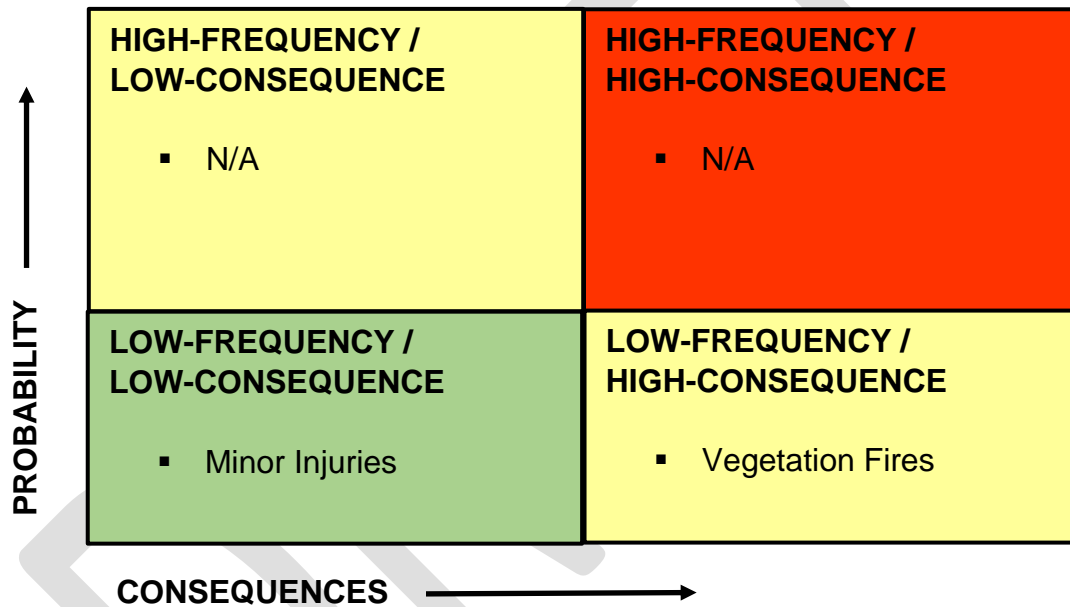 HIGH-FREQUENCY /
LOW-CONSEQUENCE
▪ N/A
HIGH-FREQUENCY /
HIGH-CONSEQUENCE
▪ N/A
LOW-FREQUENCY /
LOW-CONSEQUENCE
▪ Minor Injuries
LOW-FREQUENCY /
HIGH-CONSEQUENCE
▪ Vegetation Fires
PROBABILITY
CONSEQUENCES